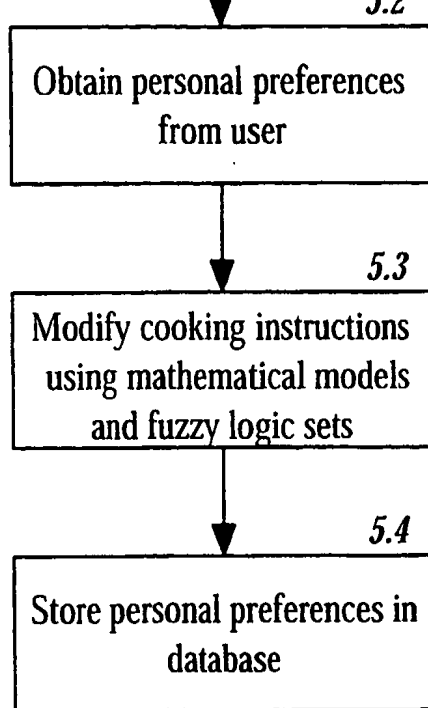 5.2
Obtain personal preferences
from user
5.3
Modify cooking instructions
using mathematical models
and fuzzy logic sets
5.4
Store personal preferences in
database